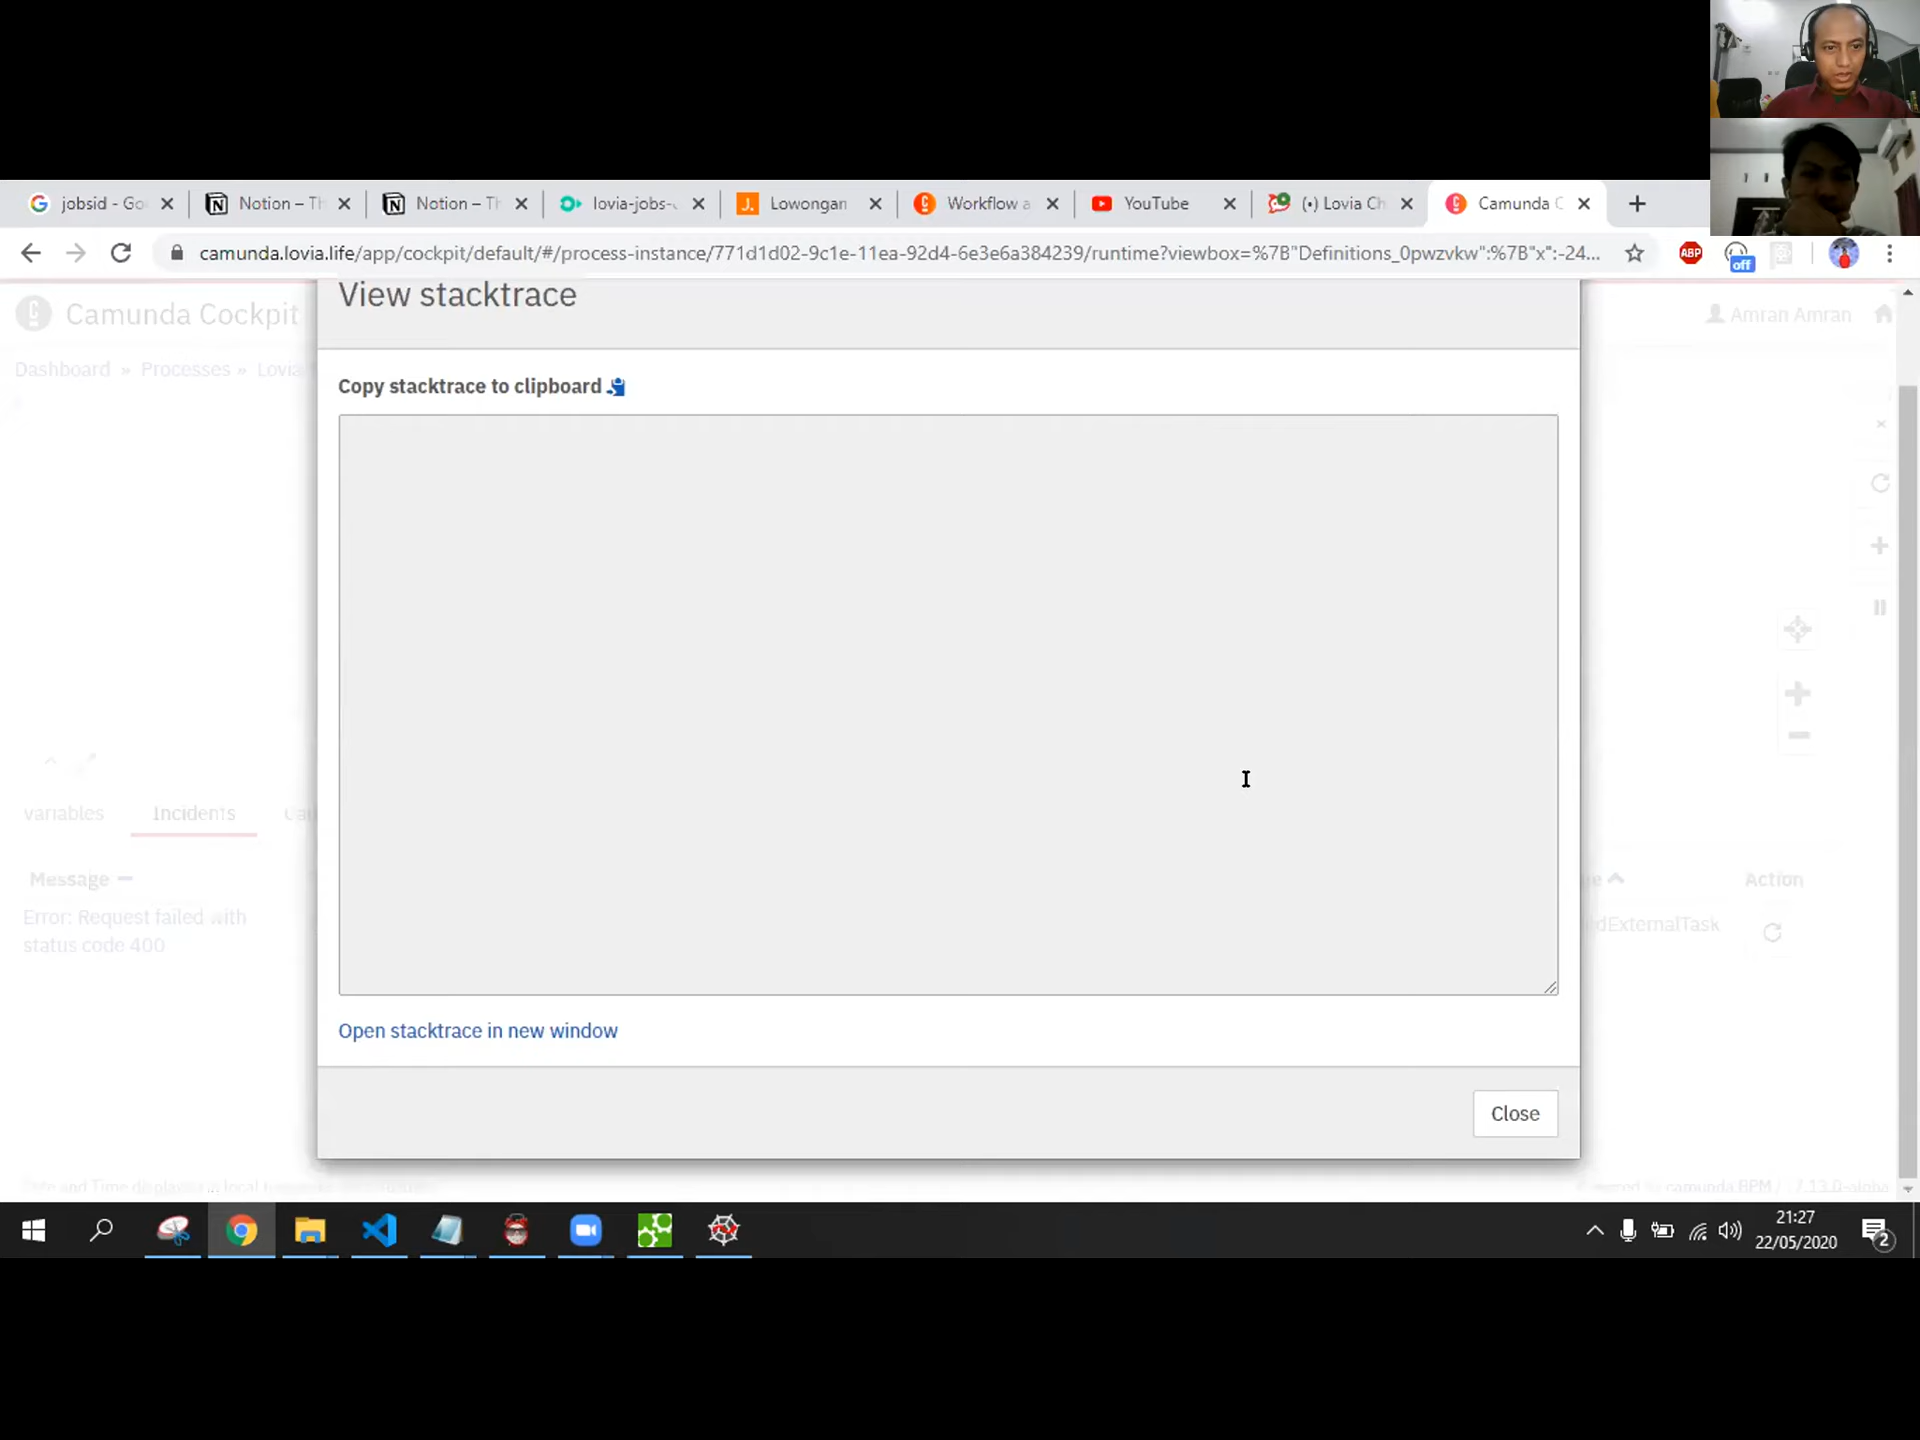 jobsid - Go
Notion – Th
Notion – Th
lovia-jobs-
Lowongan
Workflow a
YouTube
(•) Lovia Ch
Camunda C
camunda.lovia.life/app/cockpit/default/#/process-instance/771d1d02-9c1e-11ea-92d4-6e3e6a384239/runtime?viewbox=%7B"Definitions_0pwzvkw":%7B"x":-24...
ABP
off
View stacktrace
Camunda Cockpit
Amran Amran
Dashboard » Processes » Lovia
Copy stacktrace to clipboard
variables
Incidents
Message
Action
Error: Request failed with
status code 400
dExternalTask
Open stacktrace in new window
Close
21:27
22/05/2020
2